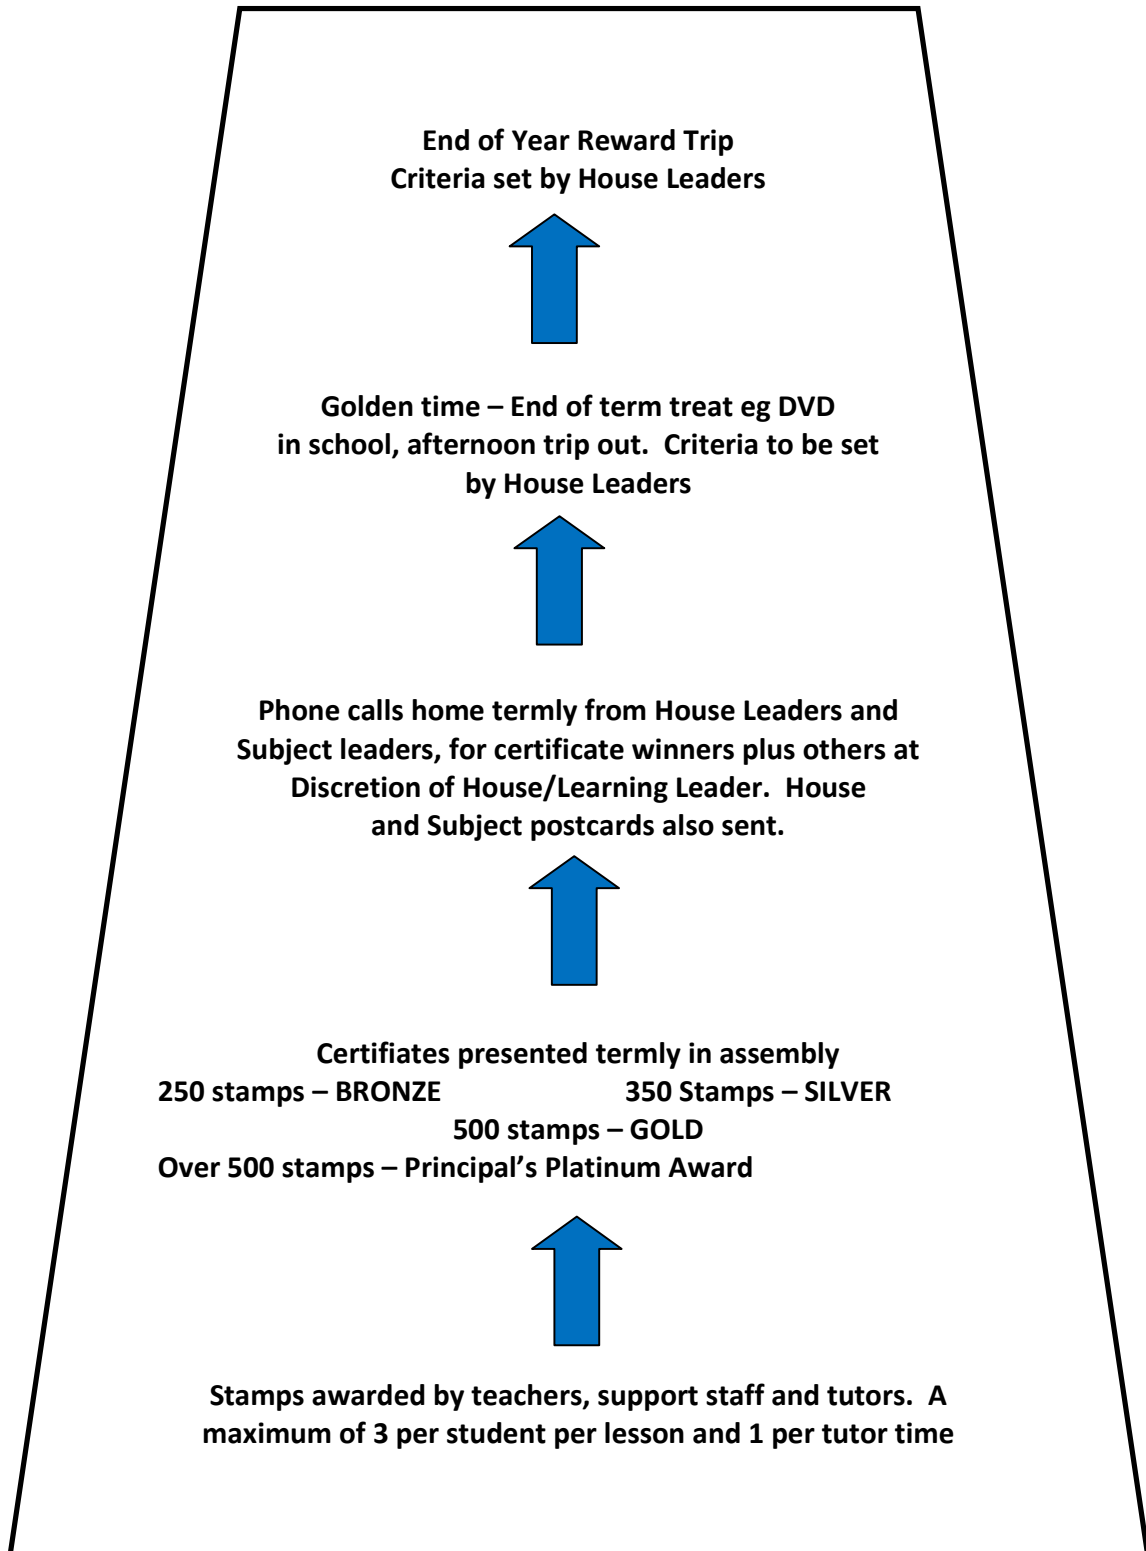 End of Year Reward Trip
Criteria set by House Leaders
Golden time – End of term treat eg DVD
in school, afternoon trip out.  Criteria to be set
by House Leaders
Phone calls home termly from House Leaders and
Subject leaders, for certificate winners plus others at
Discretion of House/Learning Leader.  House
and Subject postcards also sent.
Certifiates presented termly in assembly
250 stamps – BRONZE 350 Stamps – SILVER
500 stamps – GOLD
Over 500 stamps – Principal’s Platinum Award
Stamps awarded by teachers, support staff and tutors.  A
maximum of 3 per student per lesson and 1 per tutor time